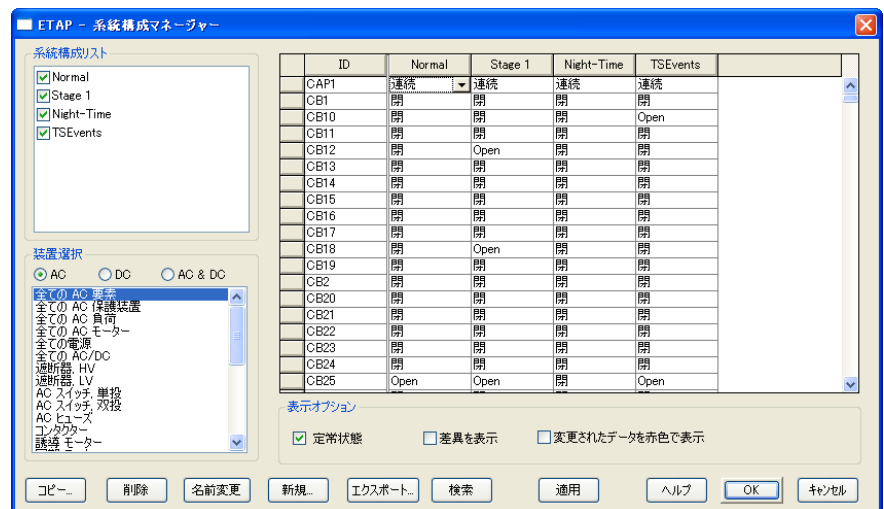 ETAP - 系統構成マネージャー
系統構成リスト
Normal
Stage 1
Night-Time
TSEvents
装置選択
AC DC AC & DC
全ての AC 要素
全ての AC 保護装置
全ての AC 負荷
全ての AC モーター
全ての電源
全ての AC/DC
遮断器, HV
遮断器, LV
AC スイッチ, 単投
AC スイッチ, 双投
AC ヒューズ
コンタクター
誘導 モーター
ID Normal Stage 1 Night-Time TSEvents
CAP1 連続 連続 連続 連続
CB1 閉 閉 閉 閉
CB10 閉 閉 閉 Open
CB11 閉 閉 閉 閉
CB12 閉 Open 閉 閉
CB13 閉 閉 閉 閉
CB14 閉 閉 閉 閉
CB15 閉 閉 閉 閉
CB16 閉 閉 閉 閉
CB17 閉 閉 閉 閉
CB18 閉 Open 閉 閉
CB19 閉 閉 閉 閉
CB2 閉 閉 閉 閉
CB20 閉 閉 閉 閉
CB21 閉 閉 閉 閉
CB22 閉 閉 閉 閉
CB23 閉 閉 閉 閉
CB24 閉 閉 閉 閉
CB25 Open Open 閉 Open
表示オプション
定常状態 差異を表示 変更されたデータを赤色で表示
コピー... 削除 名前変更 新規... エクスポート... 検索 適用 ヘルプ OK キャンセル